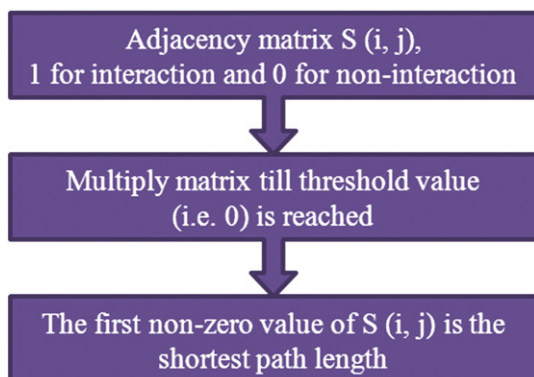 Adjacency matrix S (i, j),
1 for interaction and 0 for non-interaction
Multiply matrix till threshold value
(i.e. 0) is reached
The first non-zero value of S (i, j) is the
shortest path length